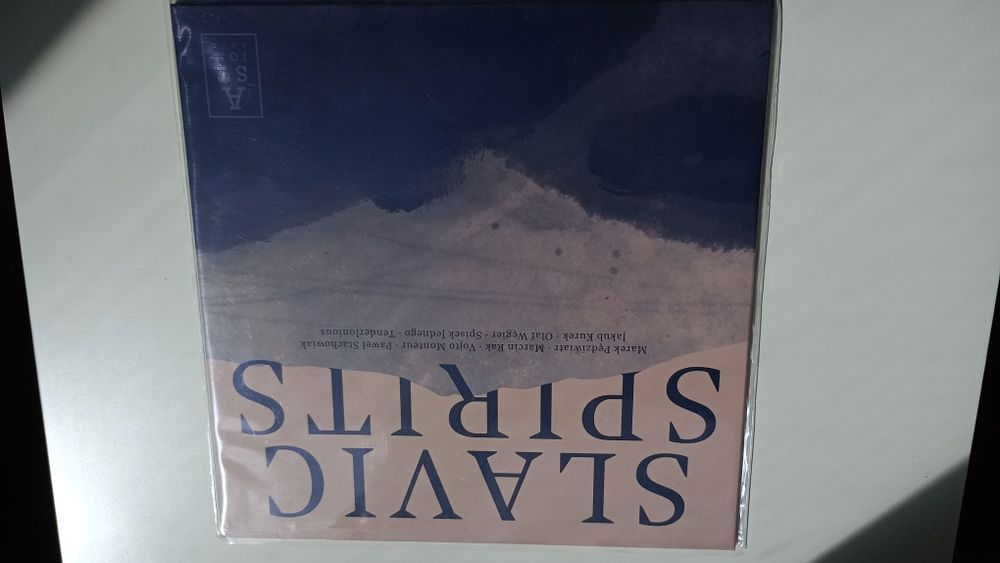 SLAVIC
SPIRITS
Marek Pędziwiatr · Marcin Rak · Vojto Monteur · Paweł Stachowiak
Jakub Kurek · Olaf Węgier · Spisek Jednego · Tenderlonious